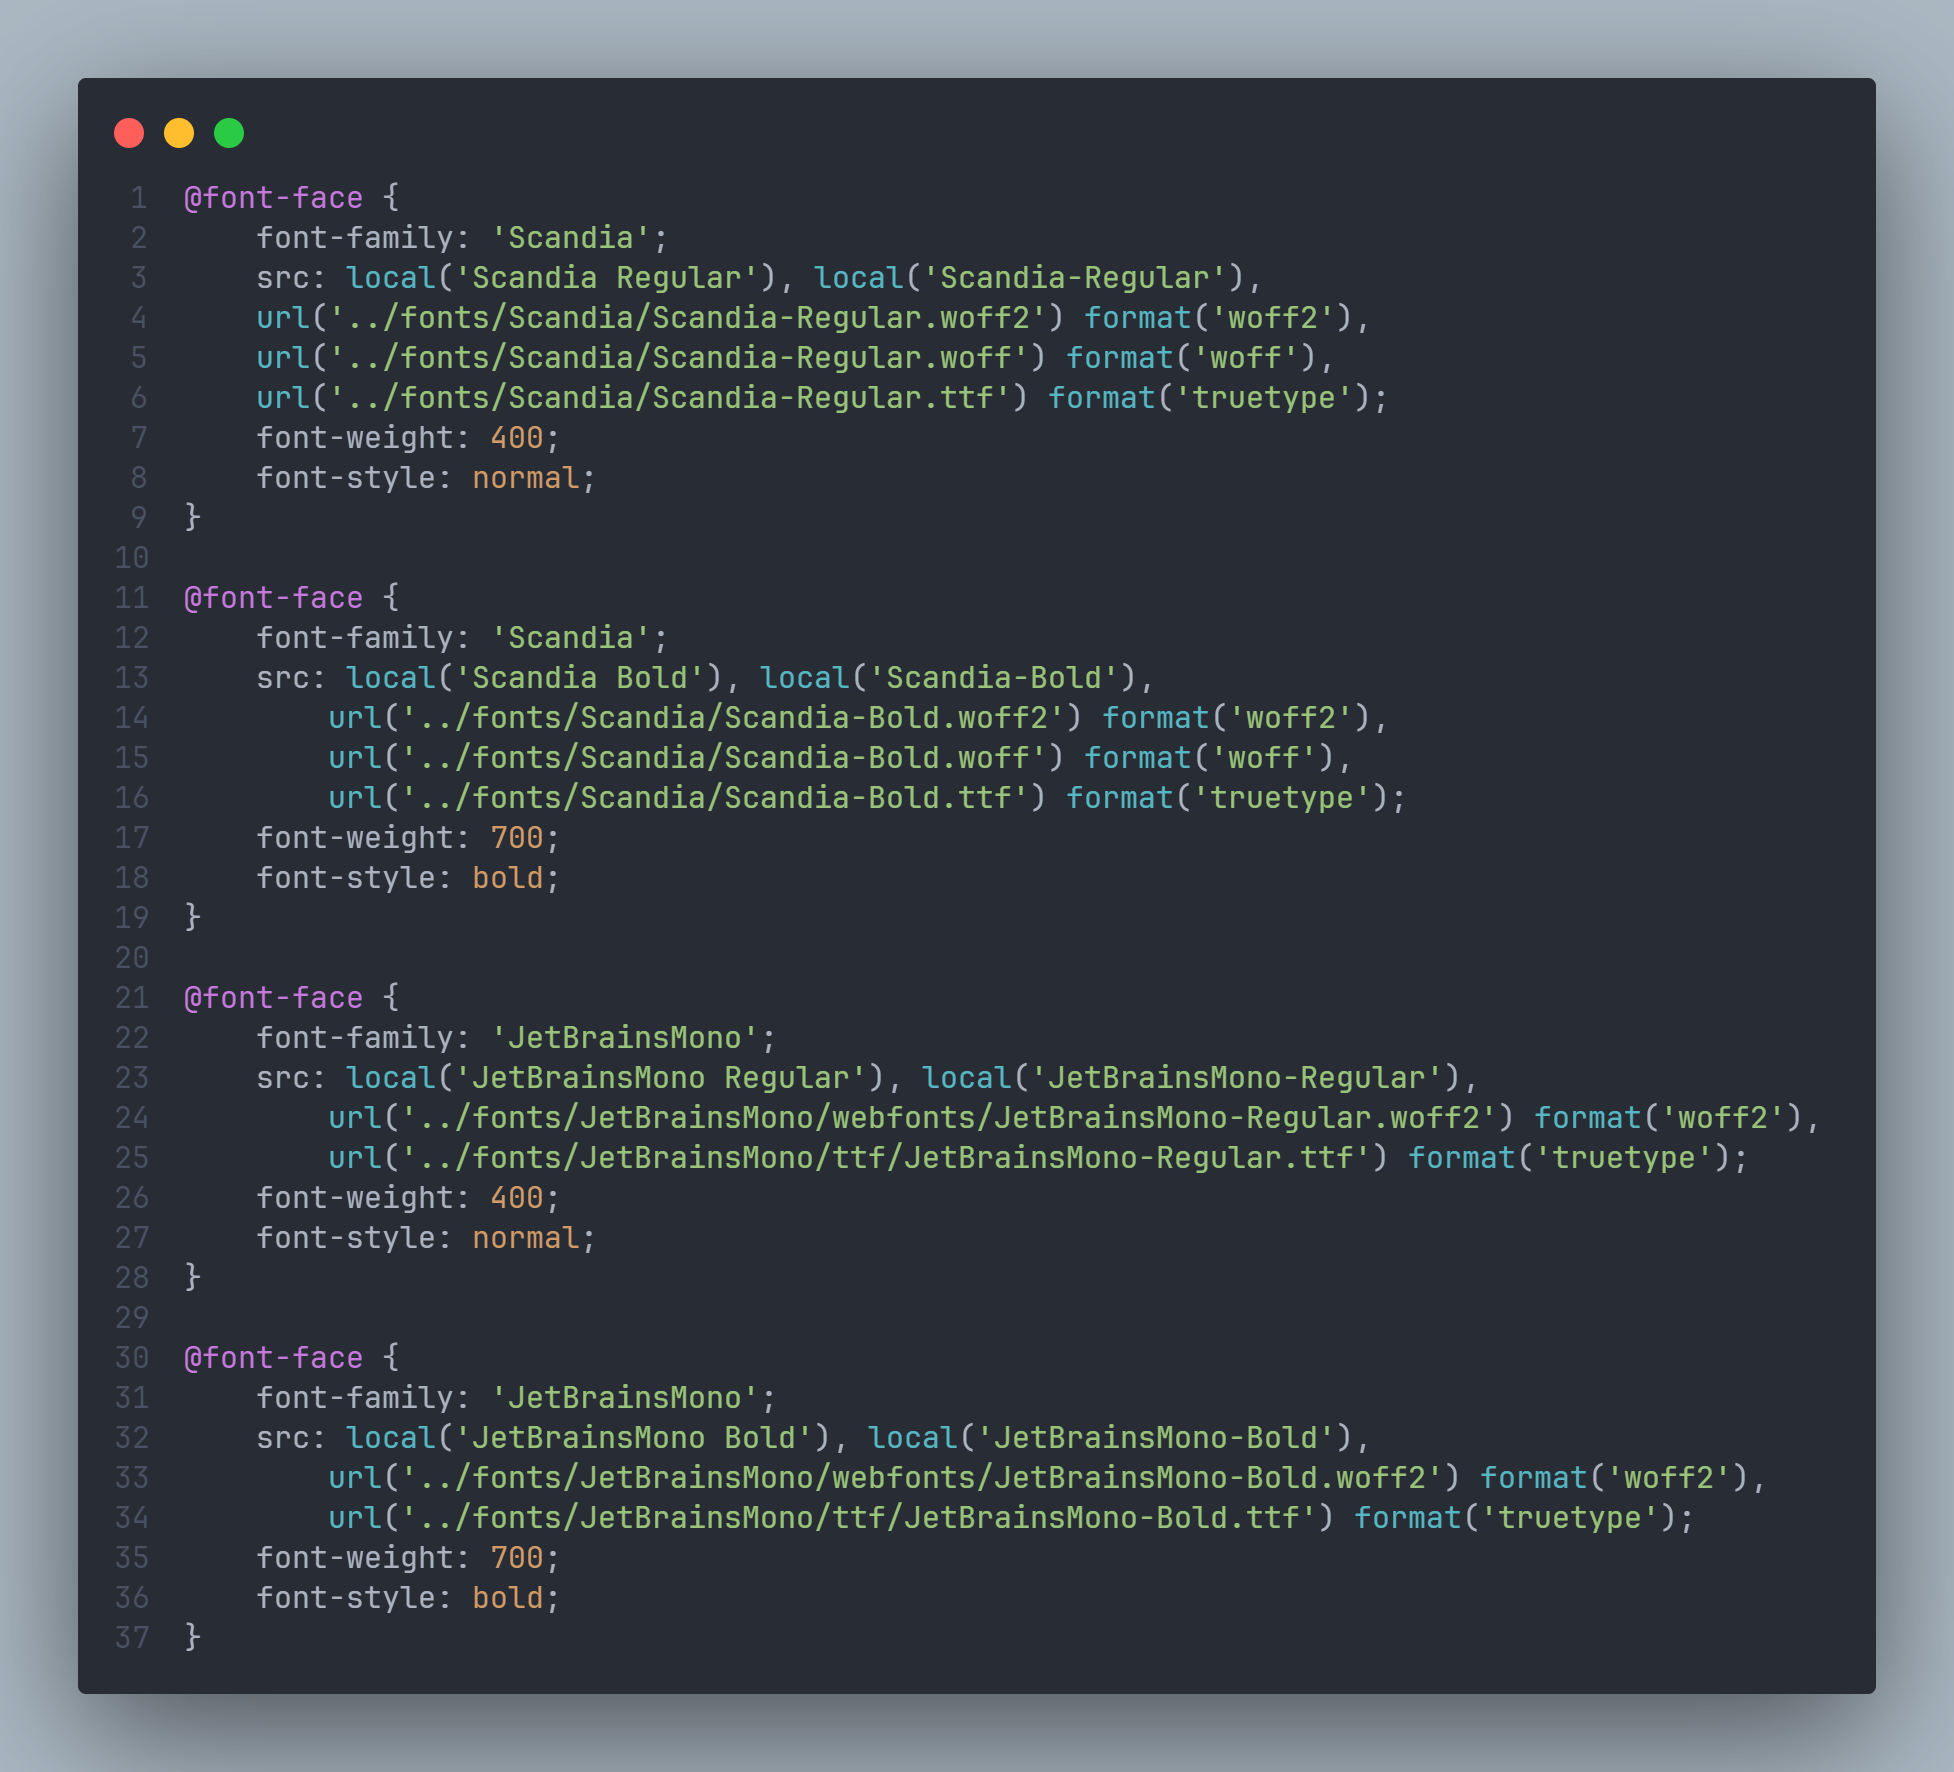 1 @font-face {
2     font-family: 'Scandia';
3     src: local('Scandia Regular'), local('Scandia-Regular'),
4     url('../fonts/Scandia/Scandia-Regular.woff2') format('woff2'),
5     url('../fonts/Scandia/Scandia-Regular.woff') format('woff'),
6     url('../fonts/Scandia/Scandia-Regular.ttf') format('truetype');
7     font-weight: 400;
8     font-style: normal;
9 }
10
11 @font-face {
12     font-family: 'Scandia';
13     src: local('Scandia Bold'), local('Scandia-Bold'),
14         url('../fonts/Scandia/Scandia-Bold.woff2') format('woff2'),
15         url('../fonts/Scandia/Scandia-Bold.woff') format('woff'),
16         url('../fonts/Scandia/Scandia-Bold.ttf') format('truetype');
17     font-weight: 700;
18     font-style: bold;
19 }
20
21 @font-face {
22     font-family: 'JetBrainsMono';
23     src: local('JetBrainsMono Regular'), local('JetBrainsMono-Regular'),
24         url('../fonts/JetBrainsMono/webfonts/JetBrainsMono-Regular.woff2') format('woff2'),
25         url('../fonts/JetBrainsMono/ttf/JetBrainsMono-Regular.ttf') format('truetype');
26     font-weight: 400;
27     font-style: normal;
28 }
29
30 @font-face {
31     font-family: 'JetBrainsMono';
32     src: local('JetBrainsMono Bold'), local('JetBrainsMono-Bold'),
33         url('../fonts/JetBrainsMono/webfonts/JetBrainsMono-Bold.woff2') format('woff2'),
34         url('../fonts/JetBrainsMono/ttf/JetBrainsMono-Bold.ttf') format('truetype');
35     font-weight: 700;
36     font-style: bold;
37 }